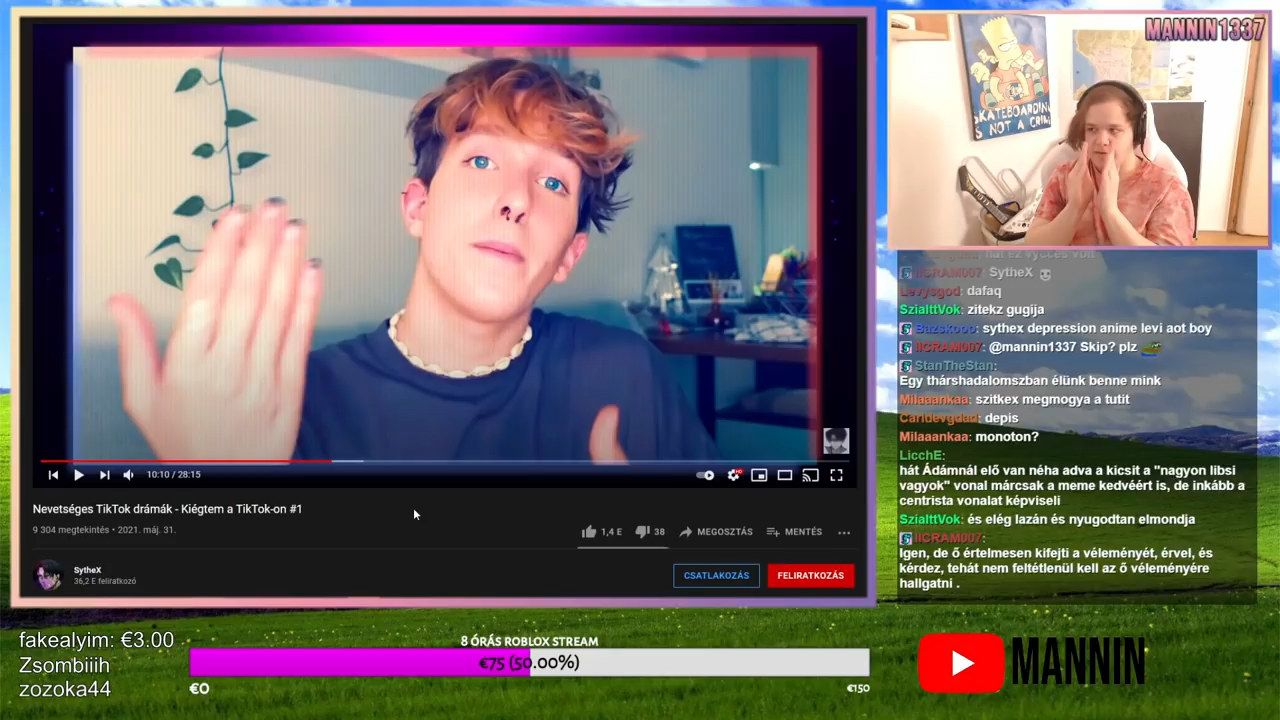 MANNIN1337
SKATEBOARDING
IS NOT A CRIME
IICRAM007 SytheX
Levysgod: dafaq
SzialttVok: zitekz gugija
Bazskooo: sythex depression anime levi aot boy
IICRAM007: @mannin1337 Skip? plz
StanTheStan:
Egy thárshadalomszban élünk benne mink
Milaaankaa: szitkex megmogya a tutit
Caridevgdad: depis
Milaaankaa: monoton?
LicchE:
hát Ádámnál elő van néha adva a kicsit a "nagyon libsi
vagyok" vonal márcsak a meme kedvéért is, de inkább a
centrista vonalat képviseli
SzialttVok: és elég lazán és nyugodtan elmondja
IICRAM007:
Igen, de ő értelmesen kifejti a véleményét, érvel, és
kérdez, tehát nem feltétlenül kell az ő véleményére
hallgatni .
10:10 / 28:15
HD
Nevetséges TikTok drámák - Kiégtem a TikTok-on #1
9 304 megtekintés • 2021. máj. 31.
1,4 E 38 MEGOSZTÁS MENTÉS
SytheX
36,2 E feliratkozó
CSATLAKOZÁS FELIRATKOZÁS
fakealyim: €3.00
Zsombiiih
zozoka44
8 ÓRÁS ROBLOX STREAM
€75 (50.00%)
€0
€150
MANNIN